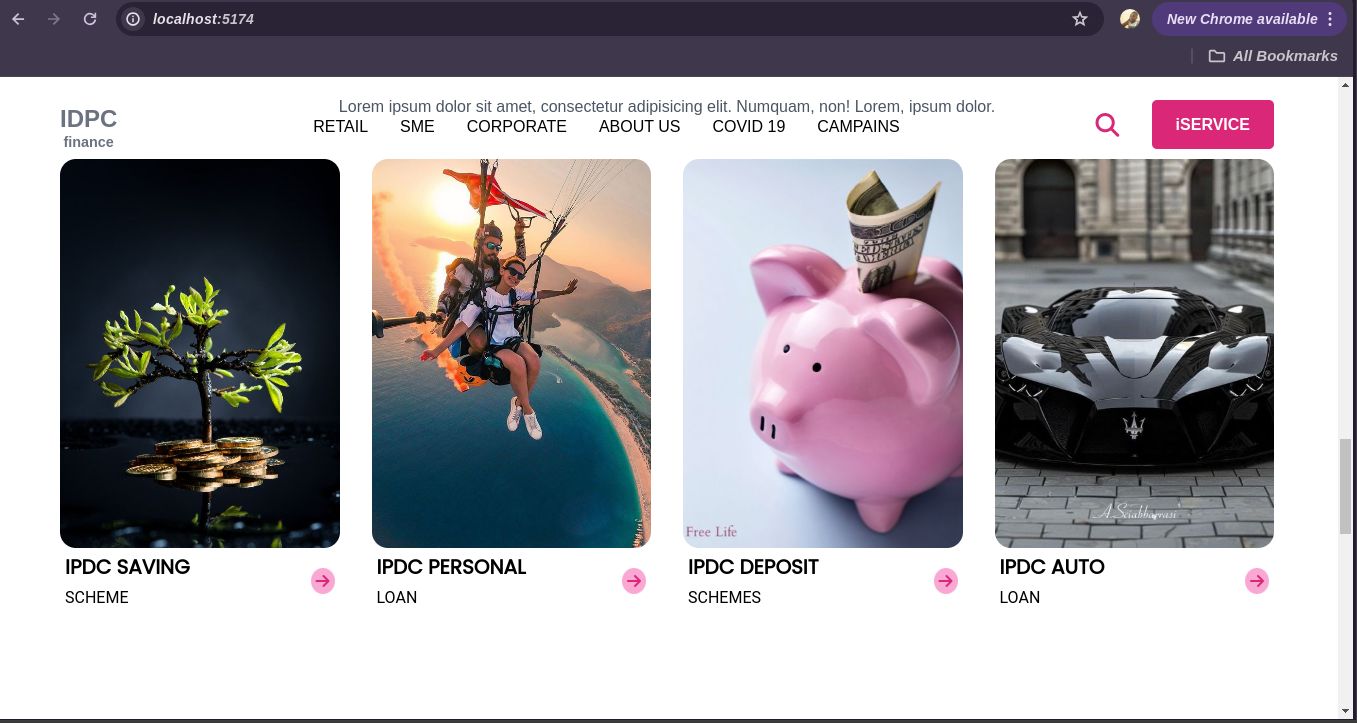 localhost:5174
New Chrome available
All Bookmarks
Lorem ipsum dolor sit amet, consectetur adipisicing elit. Numquam, non! Lorem, ipsum dolor.
IDPC
finance
RETAIL SME CORPORATE ABOUT US COVID 19 CAMPAINS
iSERVICE
Free Life
A.Sciabbarrasi
IPDC SAVING
SCHEME
IPDC PERSONAL
LOAN
IPDC DEPOSIT
SCHEMES
IPDC AUTO
LOAN